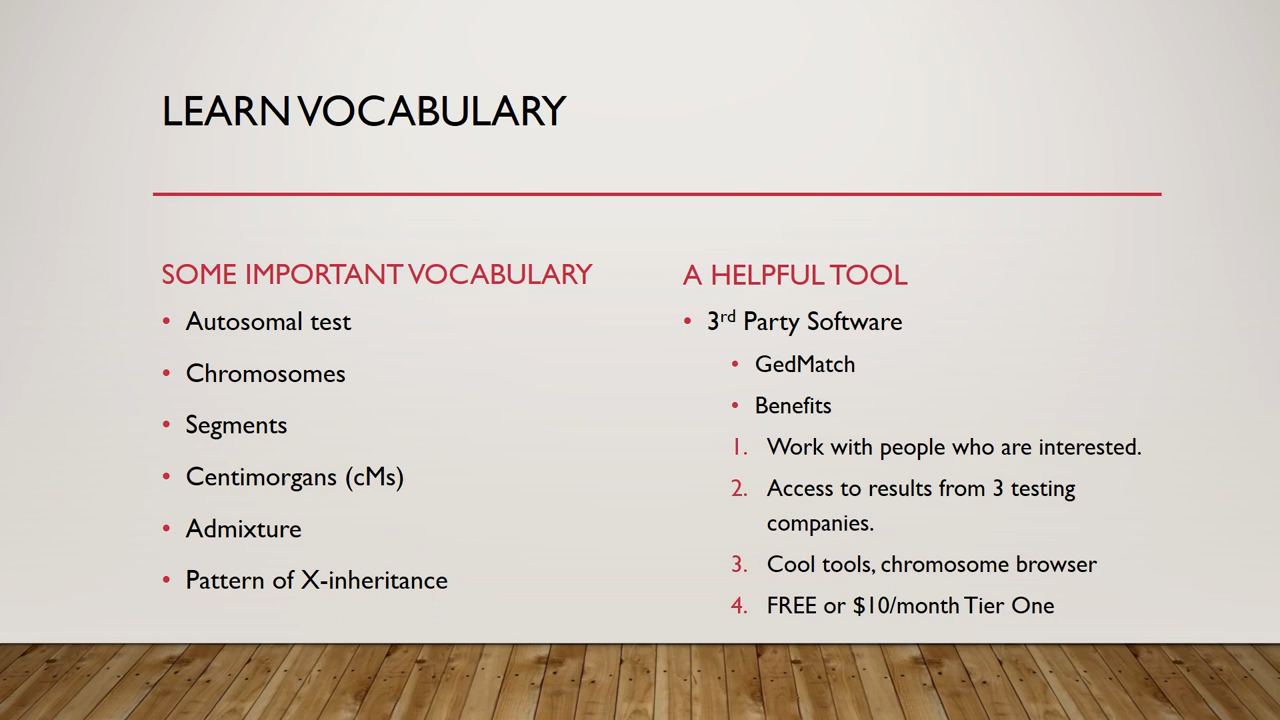 LEARN VOCABULARY
SOME IMPORTANT VOCABULARY
• Autosomal test
• Chromosomes
• Segments
• Centimorgans (cMs)
• Admixture
• Pattern of X-inheritance
A HELPFUL TOOL
• 3rd Party Software
• GedMatch
• Benefits
1. Work with people who are interested.
2. Access to results from 3 testing
companies.
3. Cool tools, chromosome browser
4. FREE or $10/month Tier One